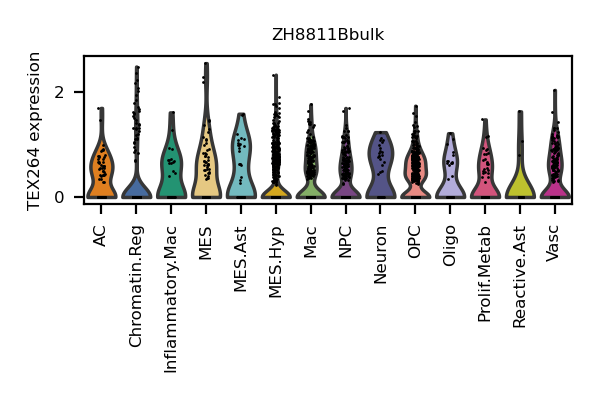 ZH8811Bbulk
TEX264 expression
2
0
AC
Chromatin.Reg
Inflammatory.Mac
MES
MES.Ast
MES.Hyp
Mac
NPC
Neuron
OPC
Oligo
Prolif.Metab
Reactive.Ast
Vasc